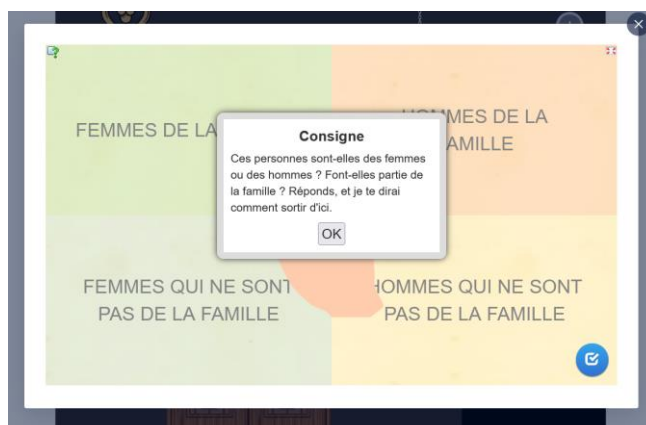 FEMMES DE LA
HOMMES DE LA
FAMILLE
Consigne
Ces personnes sont-elles des femmes
ou des hommes ? Font-elles partie de
la famille ? Réponds, et je te dirai
comment sortir d'ici.
OK
FEMMES QUI NE SONT
PAS DE LA FAMILLE
HOMMES QUI NE SONT
PAS DE LA FAMILLE